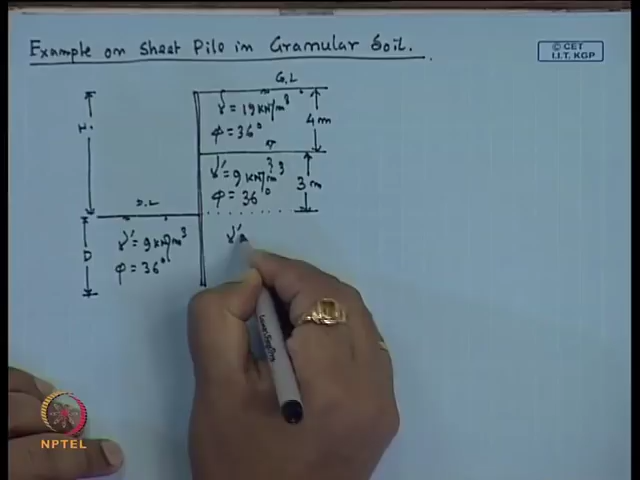 Example on Sheet Pile in Granular Soil.
© CET
I.I.T. KGP
G.L
γ = 19 kN/m³
φ = 36°
4 m
H
γ' = 9 kN/m³
φ = 36°
3 m
D.L
γ' = 9 kN/m³
φ = 36°
D
γ'
LuxorSuperPen
NPTEL